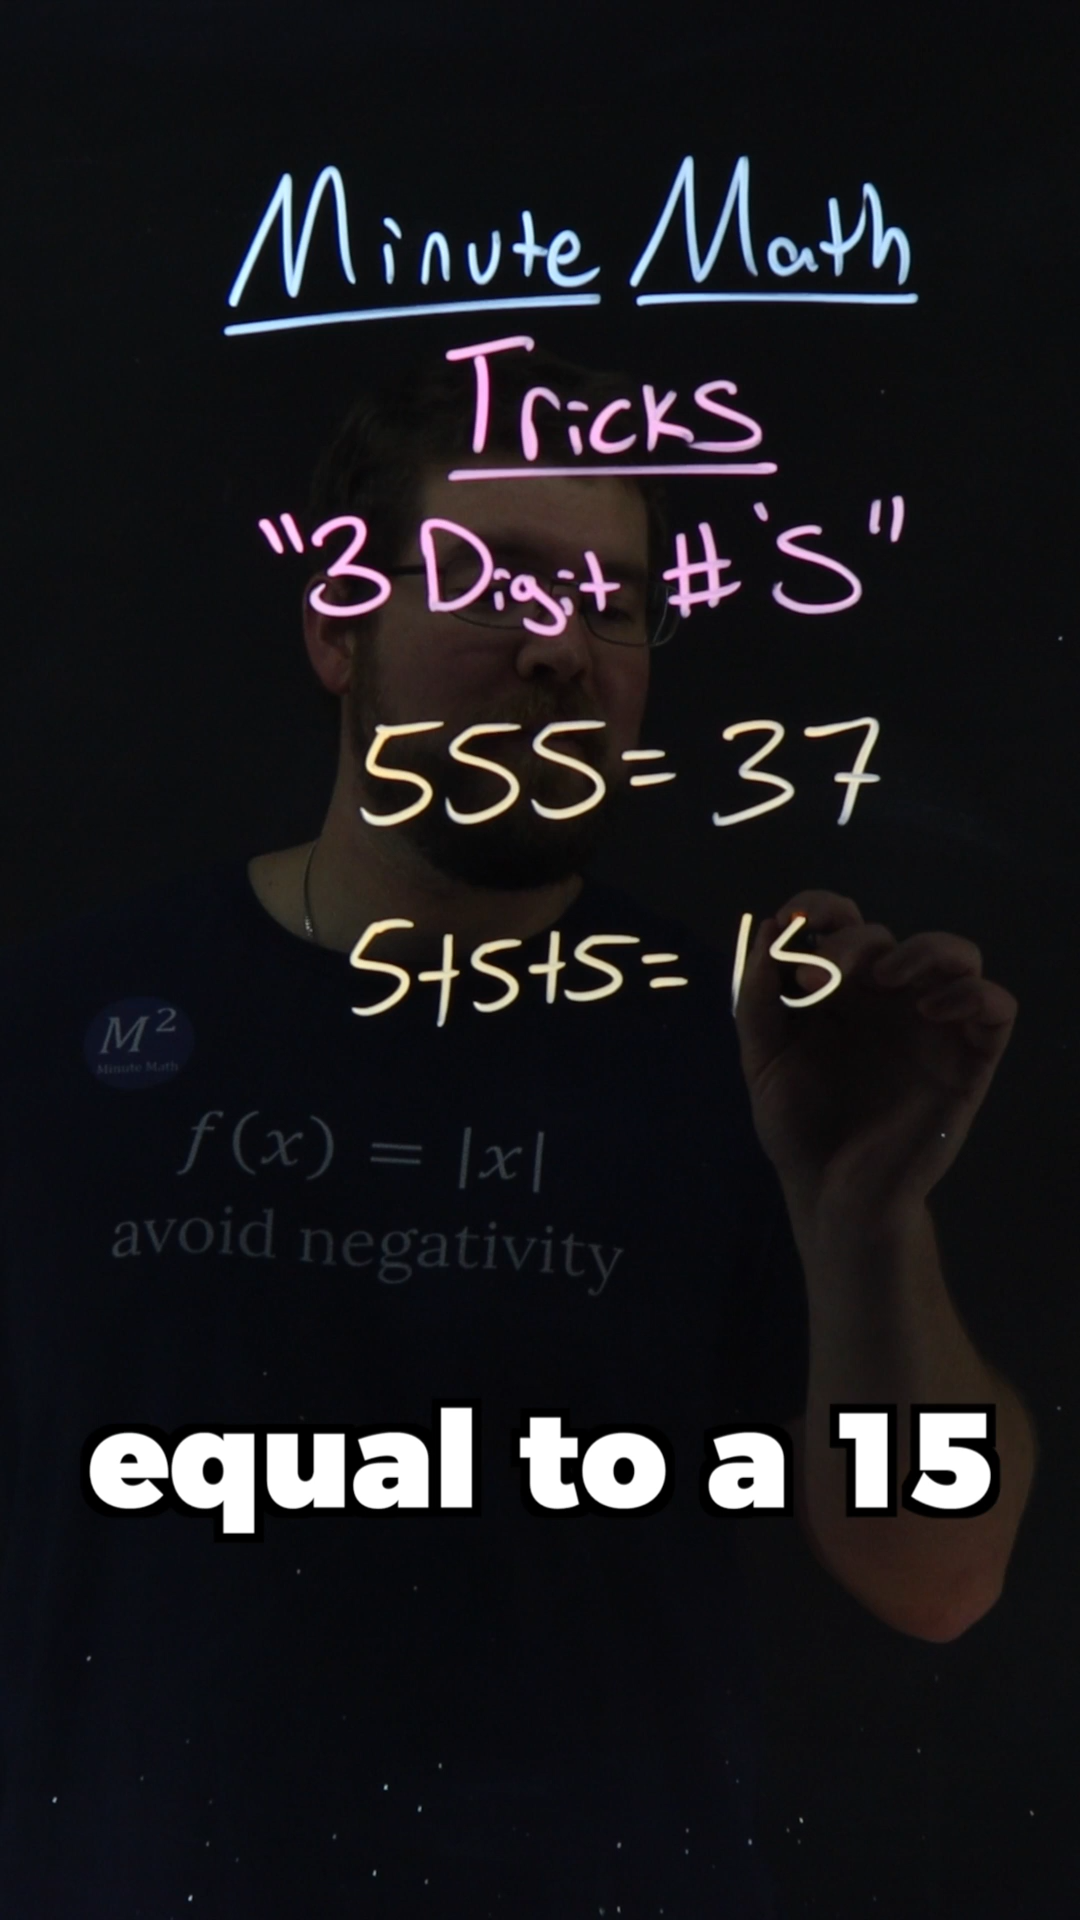 Minute Math
Tricks
"3 Digit #'s"
555 = 37
5+5+5= 15
M²
Minute Math
f(x) = |x|
avoid negativity
equal to a 15